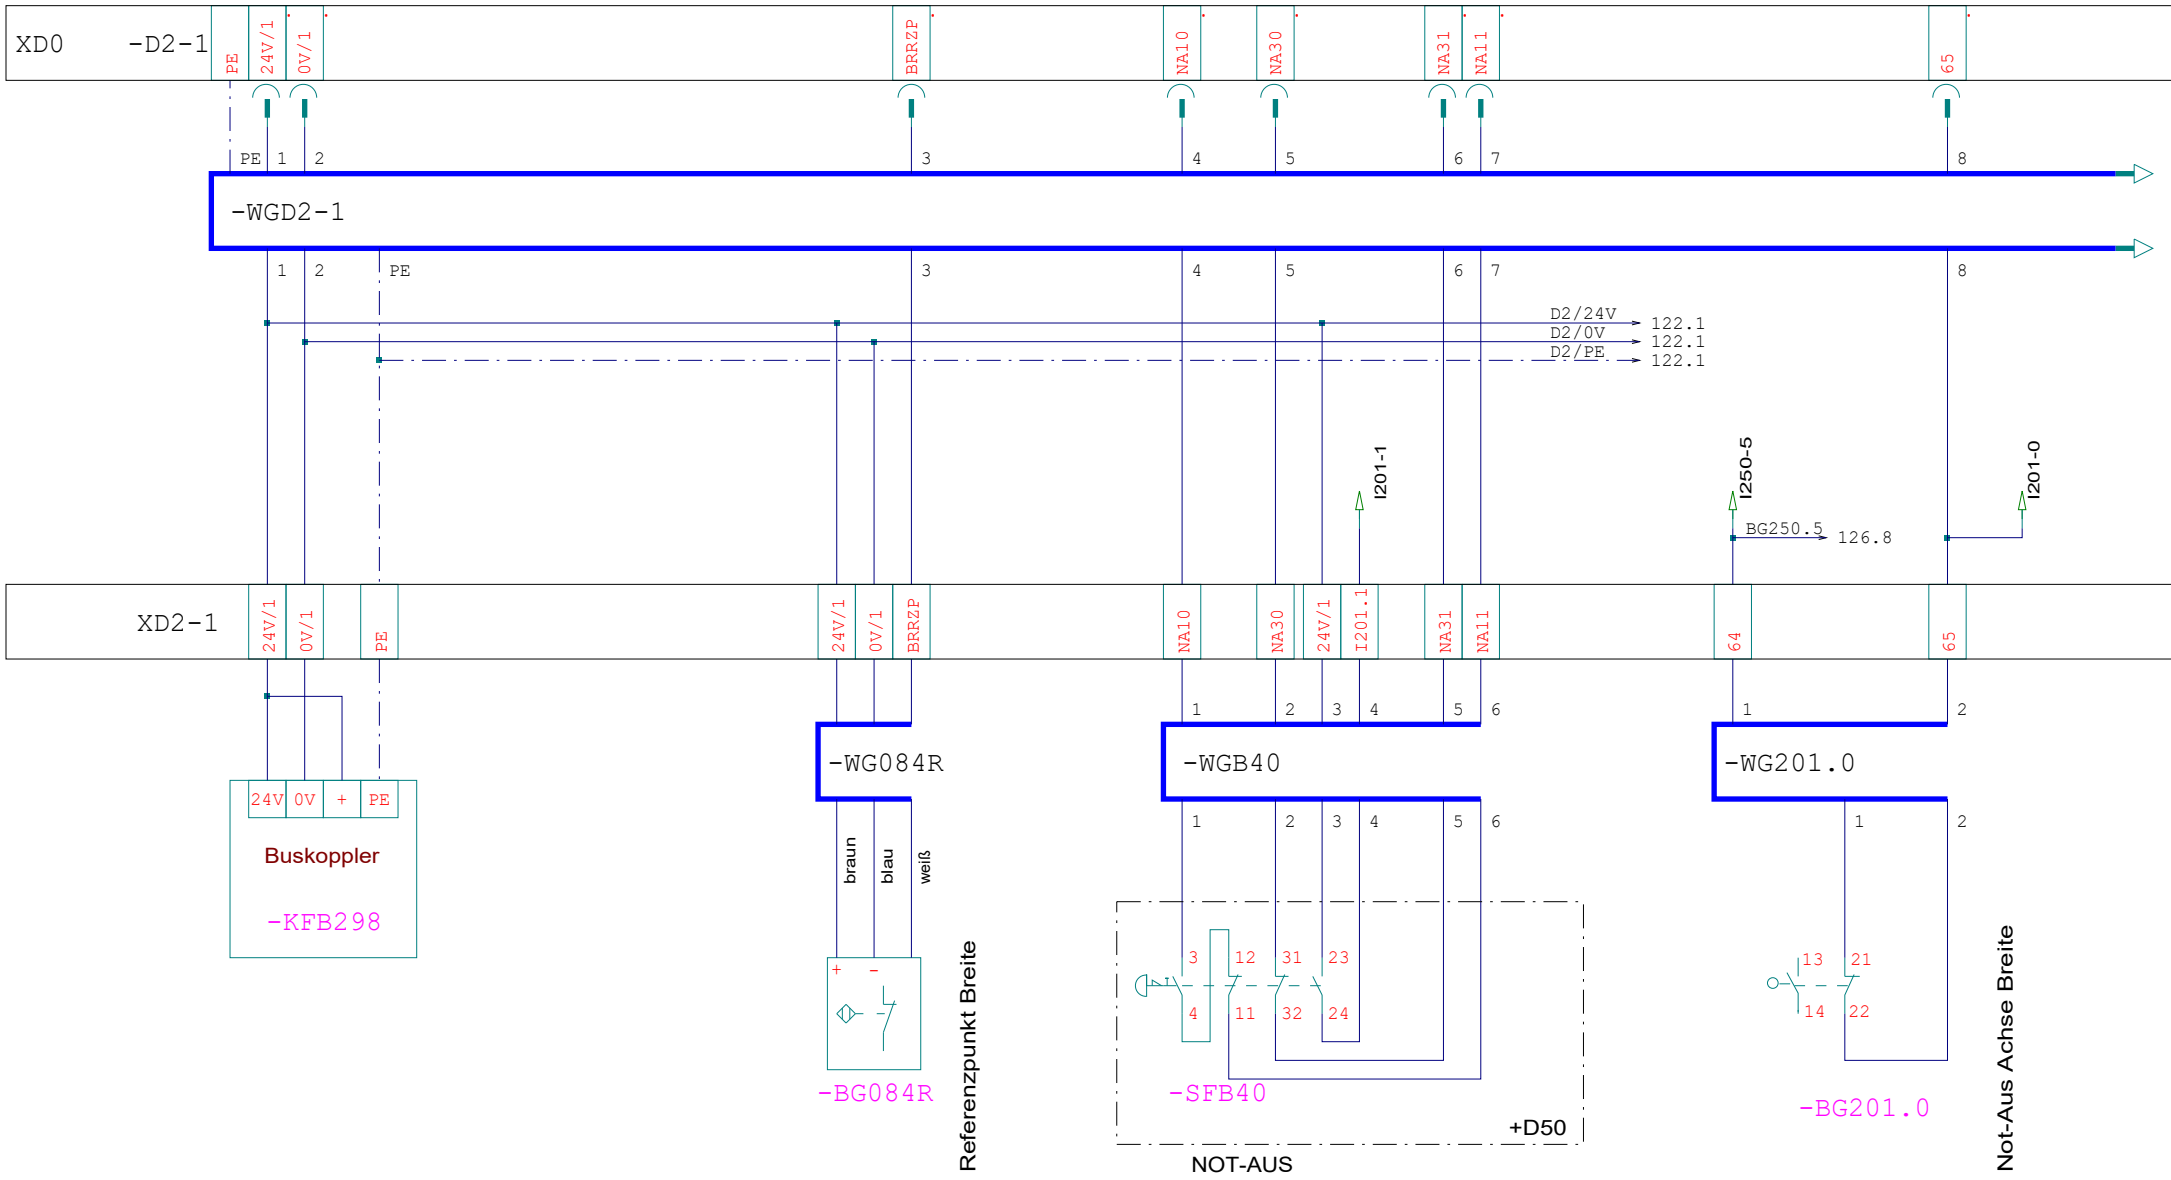 XD0 -D2-1 PE 24V/1 0V/1 BRRZP NA10 NA30 NA31 NA11 65
PE 1 2 3 4 5 6 7 8
-WGD2-1
1 2 PE 3 4 5 6 7 8
D2/24V 122.1
D2/0V 122.1
D2/PE 122.1
I201-1 I250-5 I201-0
BG250.5 126.8
XD2-1 24V/1 0V/1 PE 24V/1 0V/1 BRRZP NA10 NA30 24V/1 I201.1 NA31 NA11 64 65
1 2 3 4 5 6 1 2
-WG084R -WGB40 -WG201.0
24V 0V + PE
1 2 3 4 5 6 1 2
Buskoppler
braun blau weiß
-KFB298
+ -
3 12 31 23 13 21
4 11 32 24 14 22
-BG084R
Referenzpunkt Breite
-SFB40
-BG201.0
Not-Aus Achse Breite
+D50
NOT-AUS